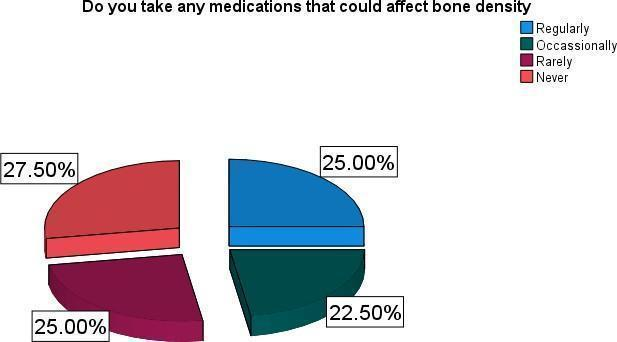 Do you take any medications that could affect bone density
Regularly
Occassionally
Rarely
Never
27.50%
25.00%
25.00%
22.50%